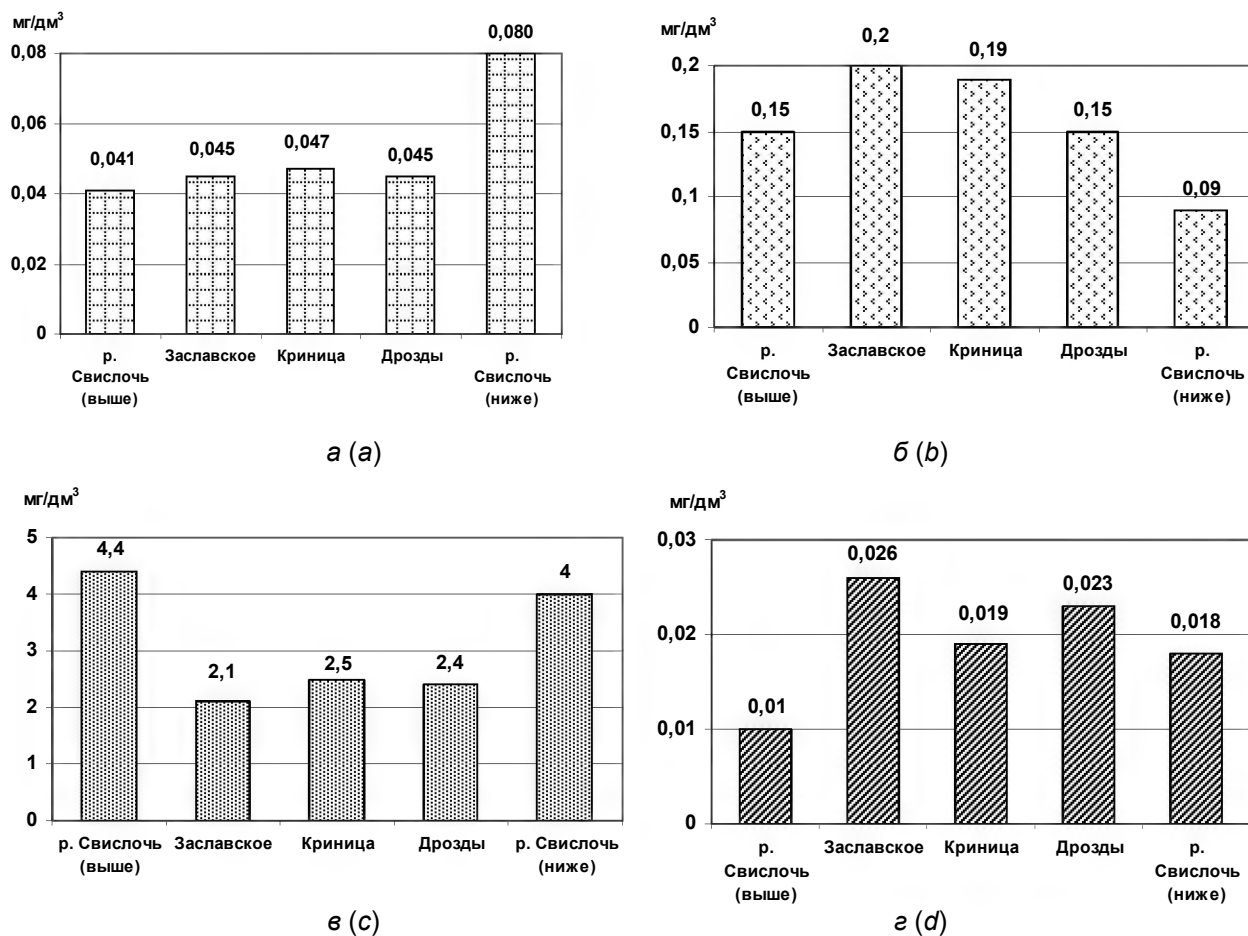 мг/дм³
0,08
0,06
0,04
0,02
0
0,041
0,045
0,047
0,045
0,080
р.
Свислочь
(выше)
Заславское
Криница
Дрозды
р.
Свислочь
(ниже)
а (a)
мг/дм³
0,2
0,15
0,1
0,05
0
0,15
0,2
0,19
0,15
0,09
р.
Свислочь
(выше)
Заславское
Криница
Дрозды
р.
Свислочь
(ниже)
б (b)
мг/дм³
5
4
3
2
1
0
4,4
2,1
2,5
2,4
4
р. Свислочь
(выше)
Заславское
Криница
Дрозды
р. Свислочь
(ниже)
в (c)
мг/дм³
0,03
0,02
0,01
0
0,01
0,026
0,019
0,023
0,018
р.
Свислочь
(выше)
Заславское
Криница
Дрозды
р.
Свислочь
(ниже)
г (d)